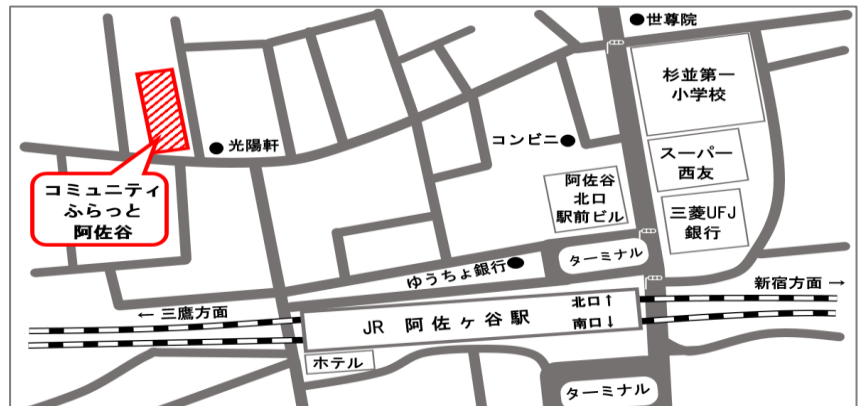 世尊院
杉並第一
小学校
光陽軒
コンビニ
スーパー
西友
コミュニティ
ふらっと
阿佐谷
阿佐谷
北口
駅前ビル
三菱UFJ
銀行
ターミナル
ゆうちょ銀行
新宿方面 →
← 三鷹方面
北口↑
JR 阿佐ヶ谷駅
南口↓
ホテル
ターミナル